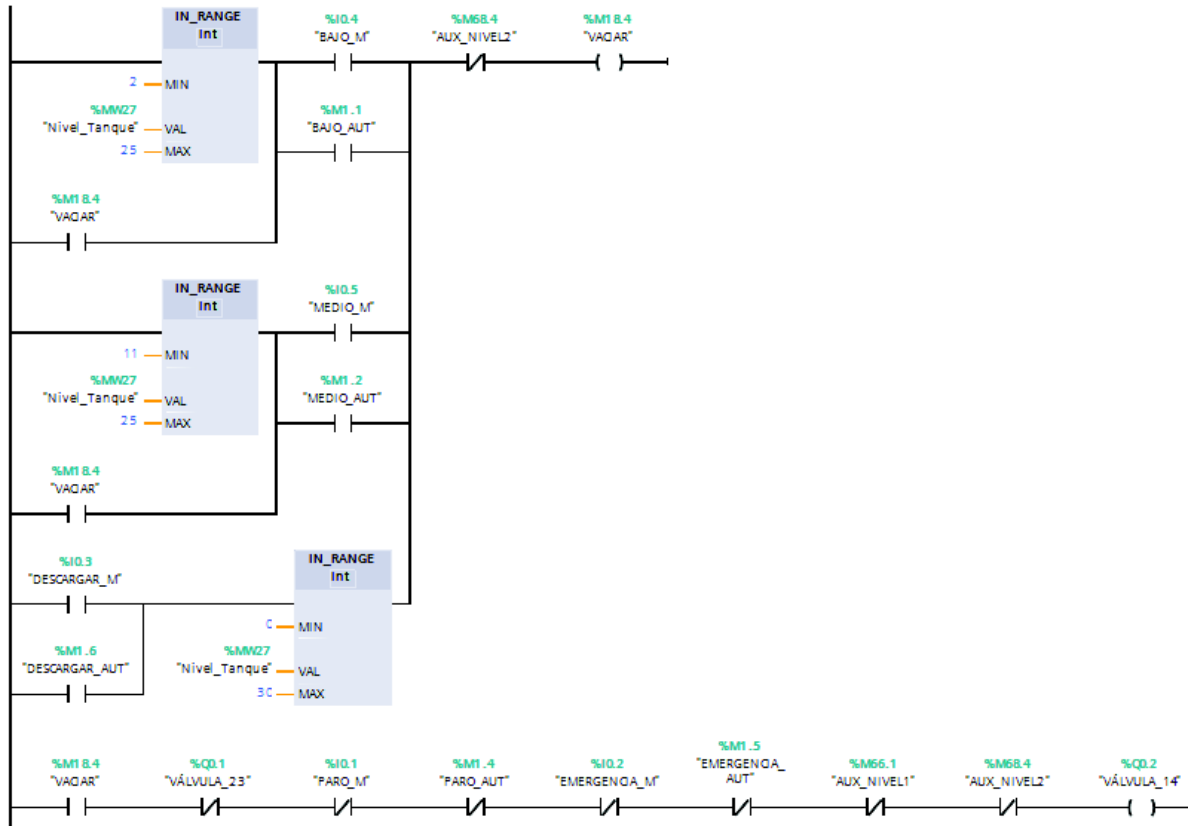 IN_RANGE
Int
%I0.4
"BAJO_M"
%M68.4
"AUX_NIVEL2"
%M18.4
"VACIAR"
2
MIN
%MW27
"Nivel_Tanque"
VAL
25
MAX
%M1.1
"BAJO_AUT"
%M18.4
"VACIAR"
IN_RANGE
Int
%I0.5
"MEDIO_M"
11
MIN
%MW27
"Nivel_Tanque"
VAL
25
MAX
%M1.2
"MEDIO_AUT"
%M18.4
"VACIAR"
%I0.3
"DESCARGAR_M"
IN_RANGE
Int
0
MIN
%M1.6
"DESCARGAR_AUT"
%MW27
"Nivel_Tanque"
VAL
30
MAX
%M18.4
"VACIAR"
%Q0.1
"VÁLVULA_23"
%I0.1
"PARO_M"
%M1.4
"PARO_AUT"
%I0.2
"EMERGENCIA_M"
%M1.5
"EMERGENCIA_
AUT"
%M66.1
"AUX_NIVEL1"
%M68.4
"AUX_NIVEL2"
%Q0.2
"VÁLVULA_14"